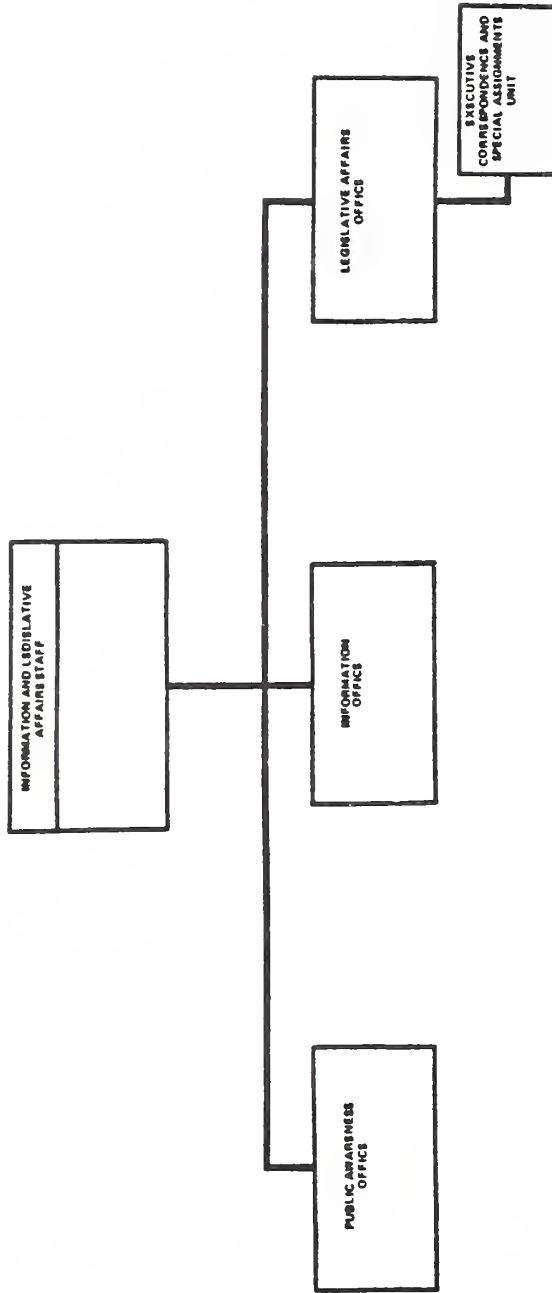 INFORMATION AND LEGISLATIVE
AFFAIRS STAFF
PUBLIC AWARENESS
OFFICE
INFORMATION
OFFICE
LEGISLATIVE AFFAIRS
OFFICE
EXECUTIVE
CORRESPONDENCE AND
SPECIAL ASSIGNMENTS
UNIT